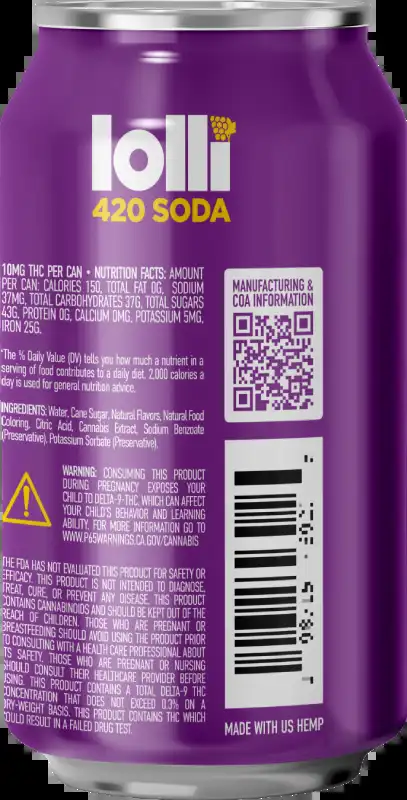 lolli
420 SODA
10MG THC PER CAN • NUTRITION FACTS: AMOUNT
PER CAN: CALORIES 150, TOTAL FAT 0G, SODIUM
37MG, TOTAL CARBOHYDRATES 37G, TOTAL SUGARS
43G, PROTEIN 0G, CALCIUM 0MG, POTASSIUM 5MG,
IRON 25G.
*The % Daily Value (DV) tells you how much a nutrient in a
serving of food contributes to a daily diet. 2,000 calories a
day is used for general nutrition advice.
INGREDIENTS: Water, Cane Sugar, Natural Flavors, Natural Food
Coloring, Citric Acid, Cannabis Extract, Sodium Benzoate
(Preservative), Potassium Sorbate (Preservative).
WARNING: CONSUMING THIS PRODUCT
DURING PREGNANCY EXPOSES YOUR
CHILD TO DELTA-9-THC, WHICH CAN AFFECT
YOUR CHILD'S BEHAVIOR AND LEARNING
ABILITY. FOR MORE INFORMATION GO TO
WWW.P65WARNINGS.CA.GOV/CANNABIS
THE FDA HAS NOT EVALUATED THIS PRODUCT FOR SAFETY OR
EFFICACY. THIS PRODUCT IS NOT INTENDED TO DIAGNOSE,
TREAT, CURE, OR PREVENT ANY DISEASE. THIS PRODUCT
CONTAINS CANNABINOIDS AND SHOULD BE KEPT OUT OF THE
REACH OF CHILDREN. THOSE WHO ARE PREGNANT OR
BREASTFEEDING SHOULD AVOID USING THE PRODUCT PRIOR
TO CONSULTING WITH A HEALTH CARE PROFESSIONAL ABOUT
ITS SAFETY. THOSE WHO ARE PREGNANT OR NURSING
SHOULD CONSULT THEIR HEALTHCARE PROVIDER BEFORE
USING. THIS PRODUCT CONTAINS A TOTAL DELTA-9 THC
CONCENTRATION THAT DOES NOT EXCEED 0.3% ON A
DRY-WEIGHT BASIS. THIS PRODUCT CONTAINS THC WHICH
COULD RESULT IN A FAILED DRUG TEST.
MANUFACTURING &
COA INFORMATION
MADE WITH US HEMP